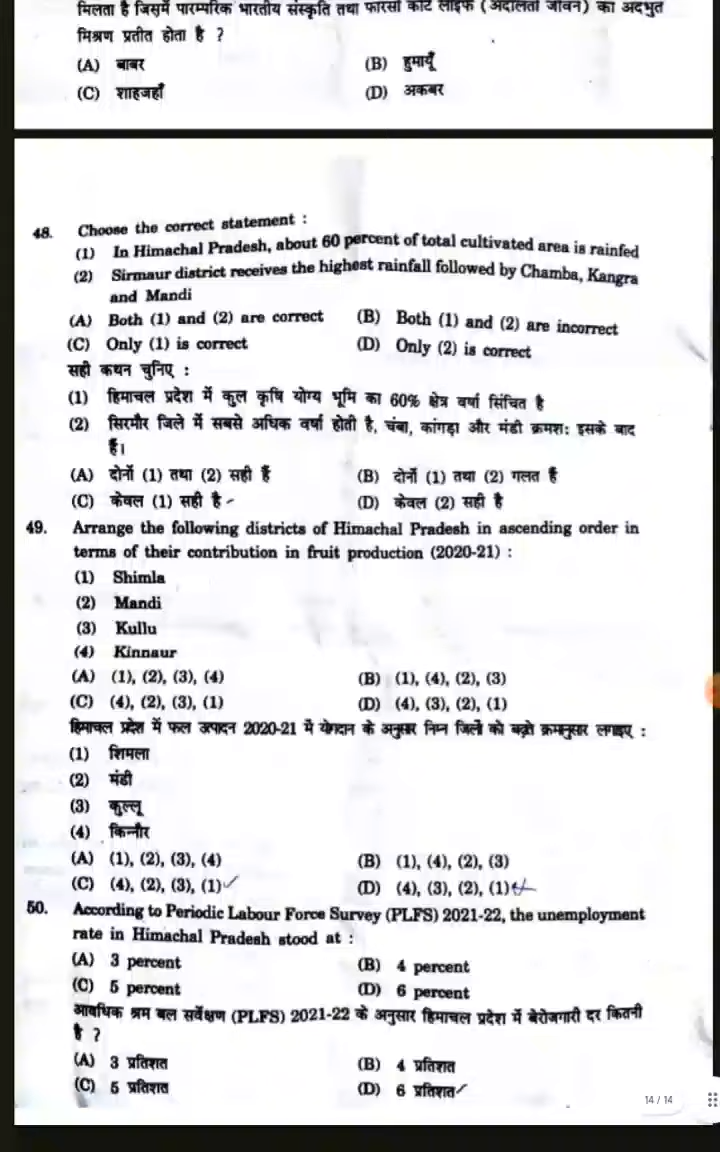 मिलता है जिसमें पारम्परिक भारतीय संस्कृति तथा फारसी कोर्ट लाइफ (अदालती जीवन) का अदभुत
मिश्रण प्रतीत होता है ?
(A) बाबर (B) हुमायूँ
(C) शाहजहाँ (D) अकबर
48. Choose the correct statement :
(1) In Himachal Pradesh, about 60 percent of total cultivated area is rainfed
(2) Sirmaur district receives the highest rainfall followed by Chamba, Kangra
and Mandi
(A) Both (1) and (2) are correct (B) Both (1) and (2) are incorrect
(C) Only (1) is correct (D) Only (2) is correct
सही कथन चुनिए :
(1) हिमाचल प्रदेश में कुल कृषि योग्य भूमि का 60% क्षेत्र वर्षा सिंचित है
(2) सिरमौर जिले में सबसे अधिक वर्षा होती है, चंबा, कांगड़ा और मंडी क्रमशः इसके बाद
हैं।
(A) दोनों (1) तथा (2) सही हैं (B) दोनों (1) तथा (2) गलत हैं
(C) केवल (1) सही है (D) केवल (2) सही है
49. Arrange the following districts of Himachal Pradesh in ascending order in
terms of their contribution in fruit production (2020-21) :
(1) Shimla
(2) Mandi
(3) Kullu
(4) Kinnaur
(A) (1), (2), (3), (4) (B) (1), (4), (2), (3)
(C) (4), (2), (3), (1) (D) (4), (3), (2), (1)
हिमाचल प्रदेश में फल उत्पादन 2020-21 में योगदान के अनुसार निम्न जिलों को बढ़ते क्रमानुसार लगाइए :
(1) शिमला
(2) मंडी
(3) कुल्लू
(4) किन्नौर
(A) (1), (2), (3), (4) (B) (1), (4), (2), (3)
(C) (4), (2), (3), (1) (D) (4), (3), (2), (1)
50. According to Periodic Labour Force Survey (PLFS) 2021-22, the unemployment
rate in Himachal Pradesh stood at :
(A) 3 percent (B) 4 percent
(C) 5 percent (D) 6 percent
आवधिक श्रम बल सर्वेक्षण (PLFS) 2021-22 के अनुसार हिमाचल प्रदेश में बेरोजगारी दर कितनी
है ?
(A) 3 प्रतिशत (B) 4 प्रतिशत
(C) 5 प्रतिशत (D) 6 प्रतिशत
14 / 14